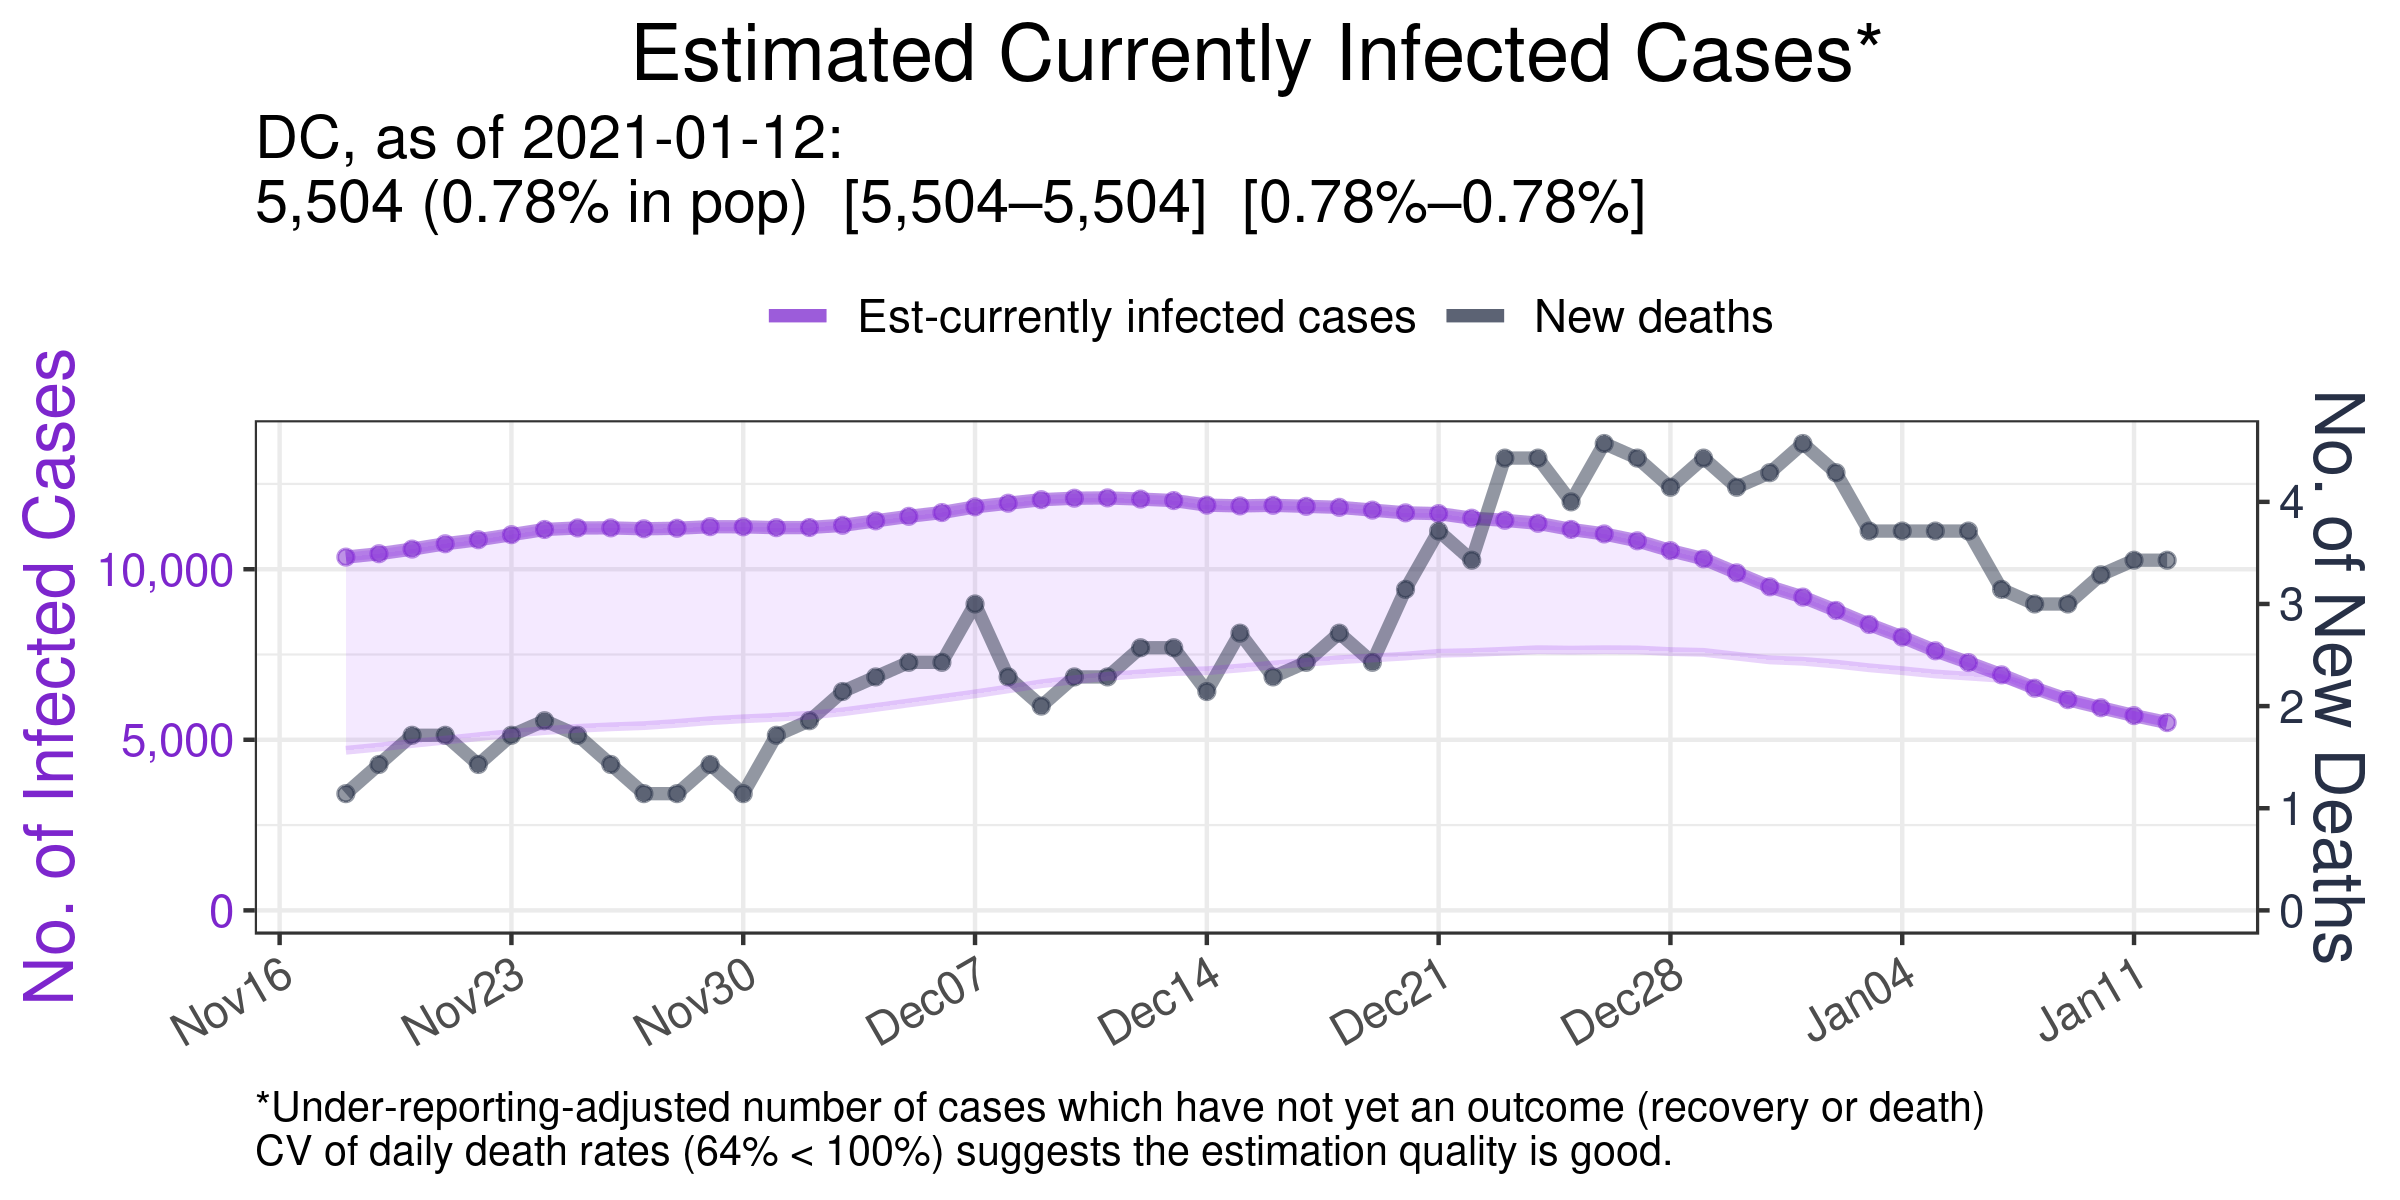 Estimated Currently Infected Cases*
DC, as of 2021-01-12:
5,504 (0.78% in pop)  [5,504–5,504]  [0.78%–0.78%]
Est-currently infected cases
New deaths
No. of Infected Cases
10,000
5,000
0
No. of New Deaths
4
3
2
1
0
Nov16
Nov23
Nov30
Dec07
Dec14
Dec21
Dec28
Jan04
Jan11
*Under-reporting-adjusted number of cases which have not yet an outcome (recovery or death)
CV of daily death rates (64% < 100%) suggests the estimation quality is good.